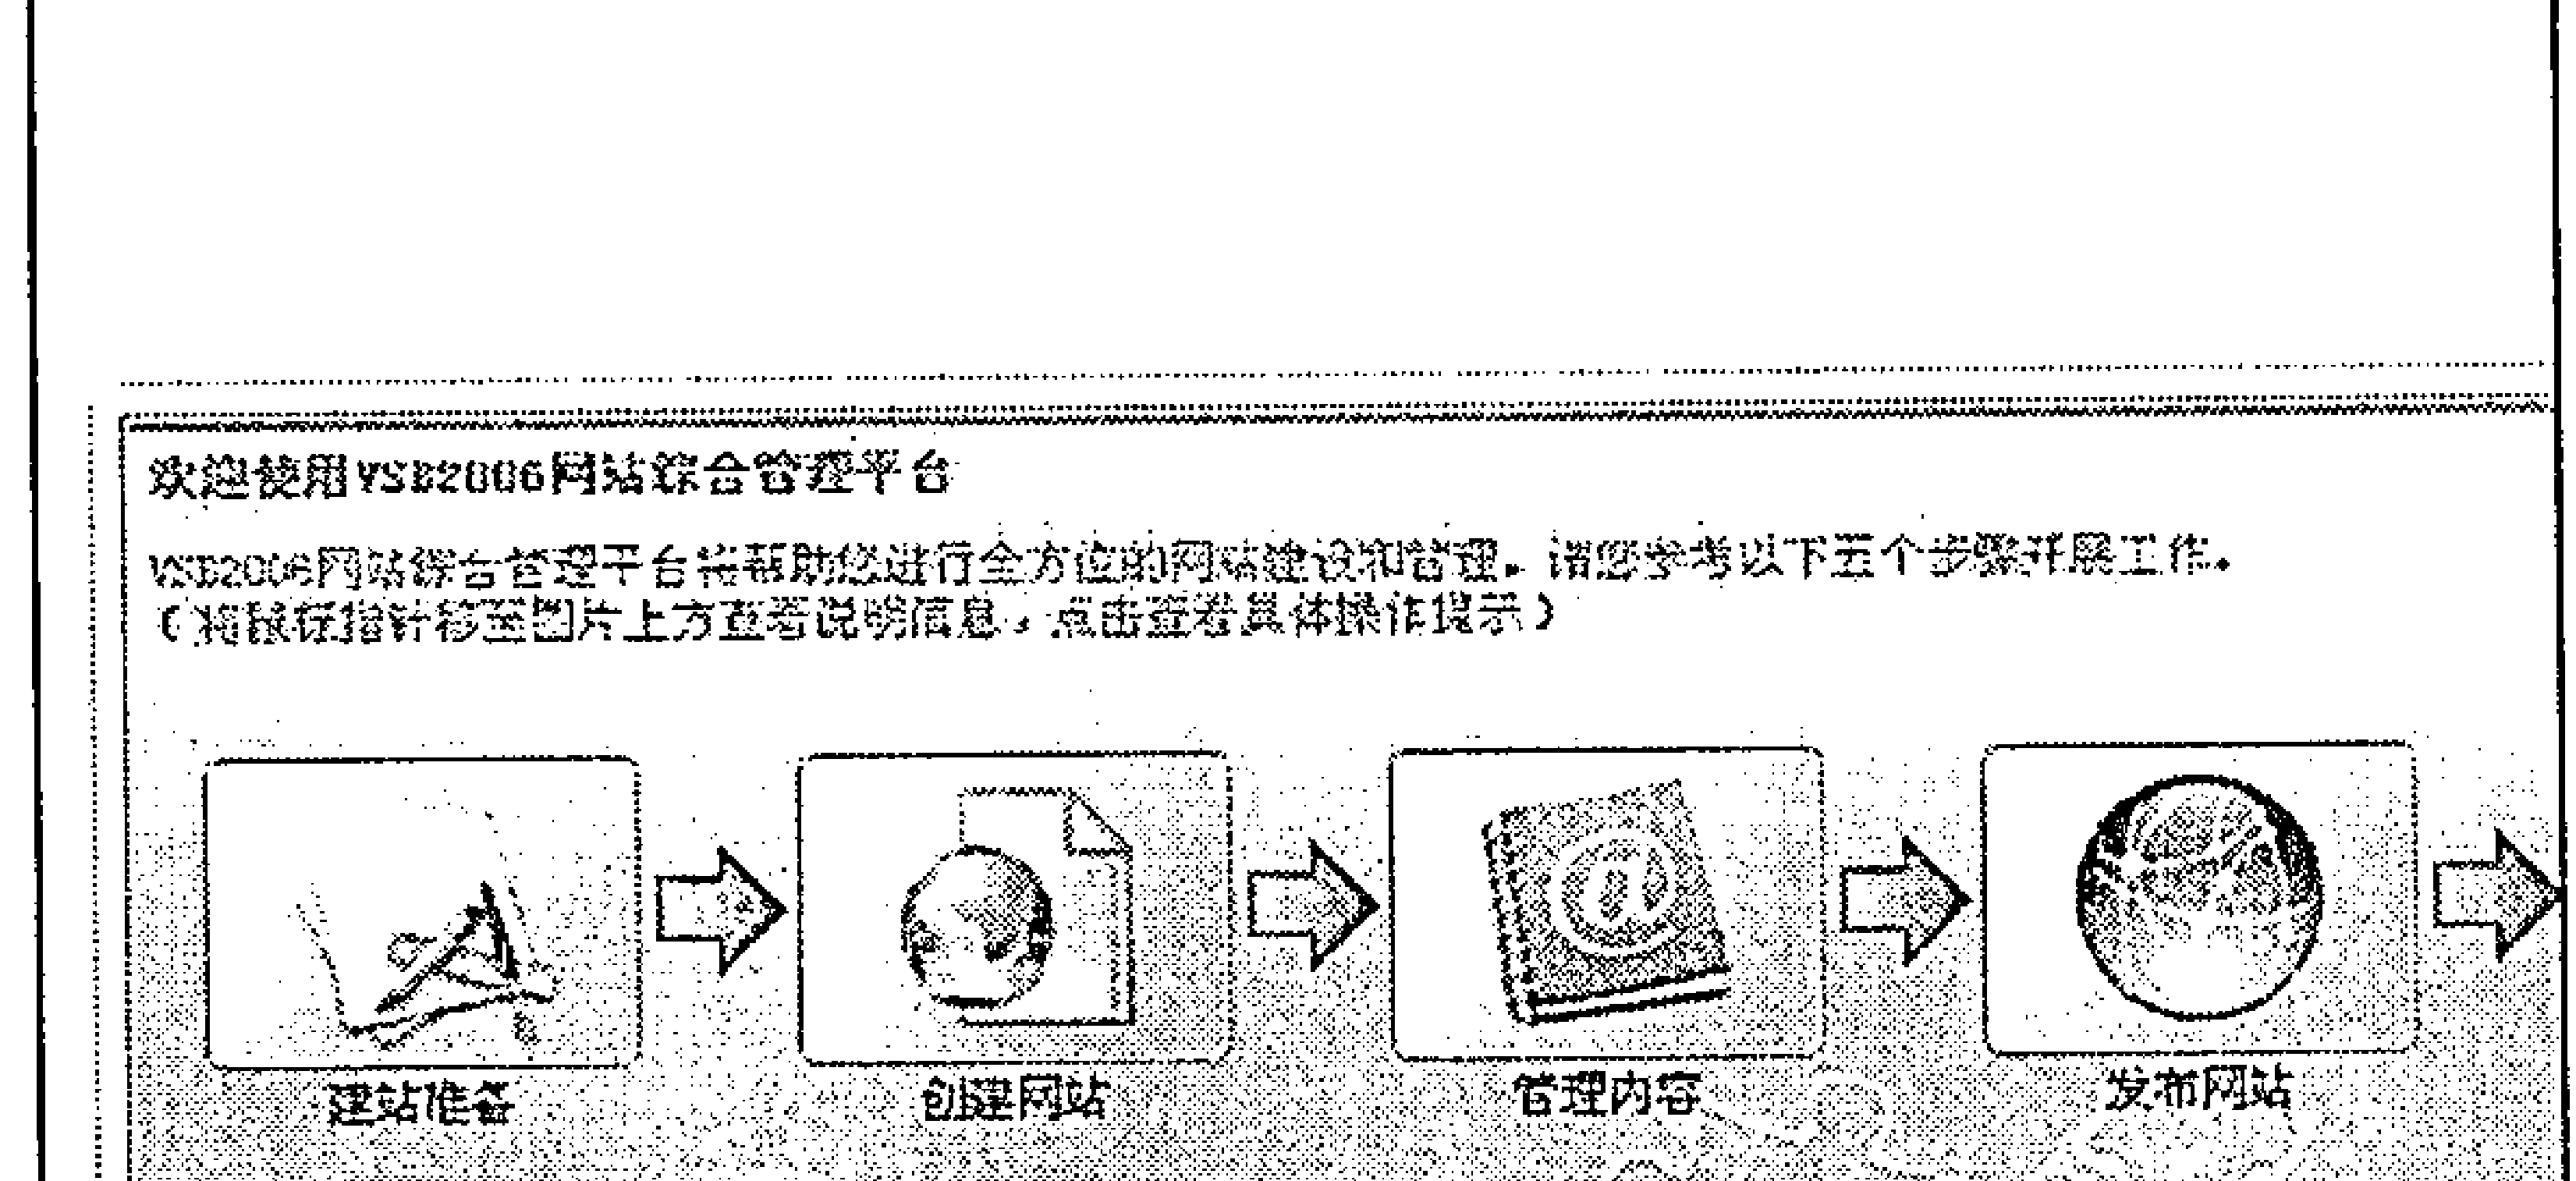 欢迎使用VSB2006网站综合管理平台
VSB2006网站综合管理平台将帮助您进行全方位的网站建设和管理。请您参考以下五个步骤开展工作。
(将鼠标指针移至图片上方查看说明信息，点击查看具体操作提示)
建站准备
创建网站
管理内容
发布网站